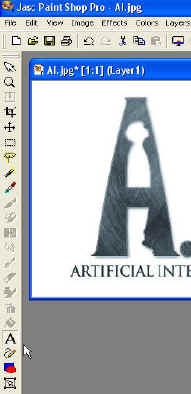 Jasc Paint Shop Pro - AI.jpg
File Edit View Effects Colors Layers
AI.jpg* [1:1] (Layer1)
A.
ARTIFICIAL INTE
A